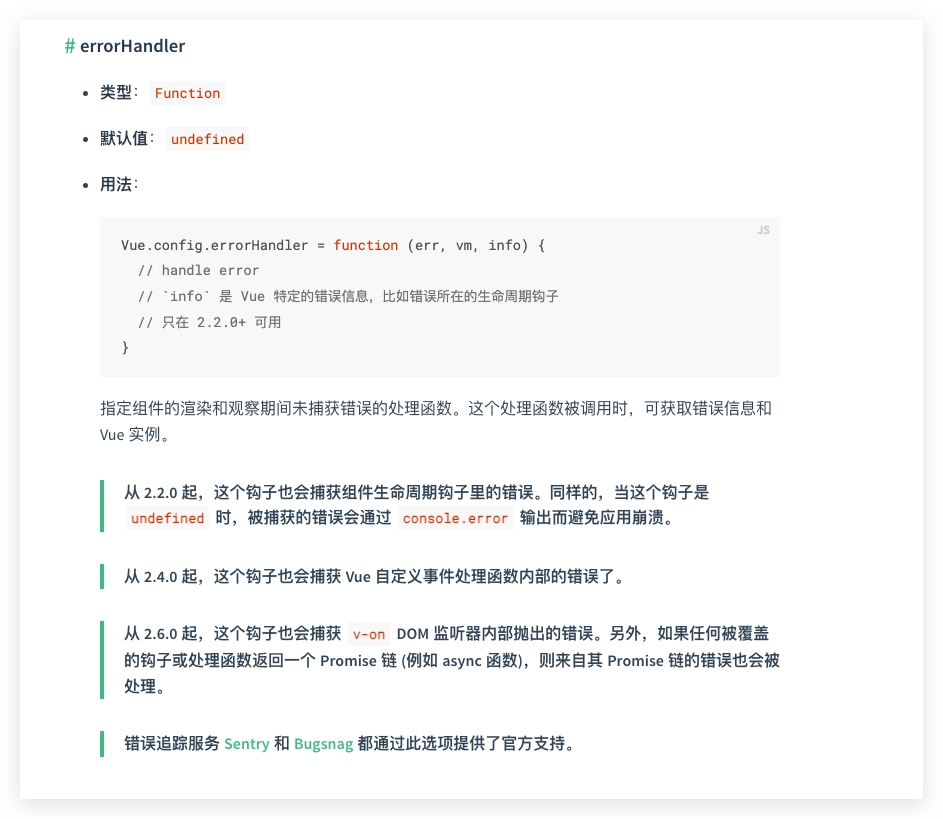 # errorHandler
• 类型： Function
• 默认值： undefined
• 用法：
JS
Vue.config.errorHandler = function (err, vm, info) {
  // handle error
  // `info` 是 Vue 特定的错误信息，比如错误所在的生命周期钩子
  // 只在 2.2.0+ 可用
}
指定组件的渲染和观察期间未捕获错误的处理函数。这个处理函数被调用时，可获取错误信息和
Vue 实例。
从 2.2.0 起，这个钩子也会捕获组件生命周期钩子里的错误。同样的，当这个钩子是
undefined 时，被捕获的错误会通过 console.error 输出而避免应用崩溃。
从 2.4.0 起，这个钩子也会捕获 Vue 自定义事件处理函数内部的错误了。
从 2.6.0 起，这个钩子也会捕获 v-on DOM 监听器内部抛出的错误。另外，如果任何被覆盖
的钩子或处理函数返回一个 Promise 链 (例如 async 函数)，则来自其 Promise 链的错误也会被
处理。
错误追踪服务 Sentry 和 Bugsnag 都通过此选项提供了官方支持。